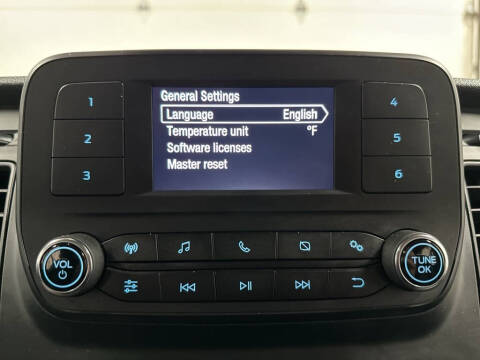 General Settings
Language English
Temperature unit °F
Software licenses
Master reset
1
2
3
4
5
6
VOL
TUNE
OK